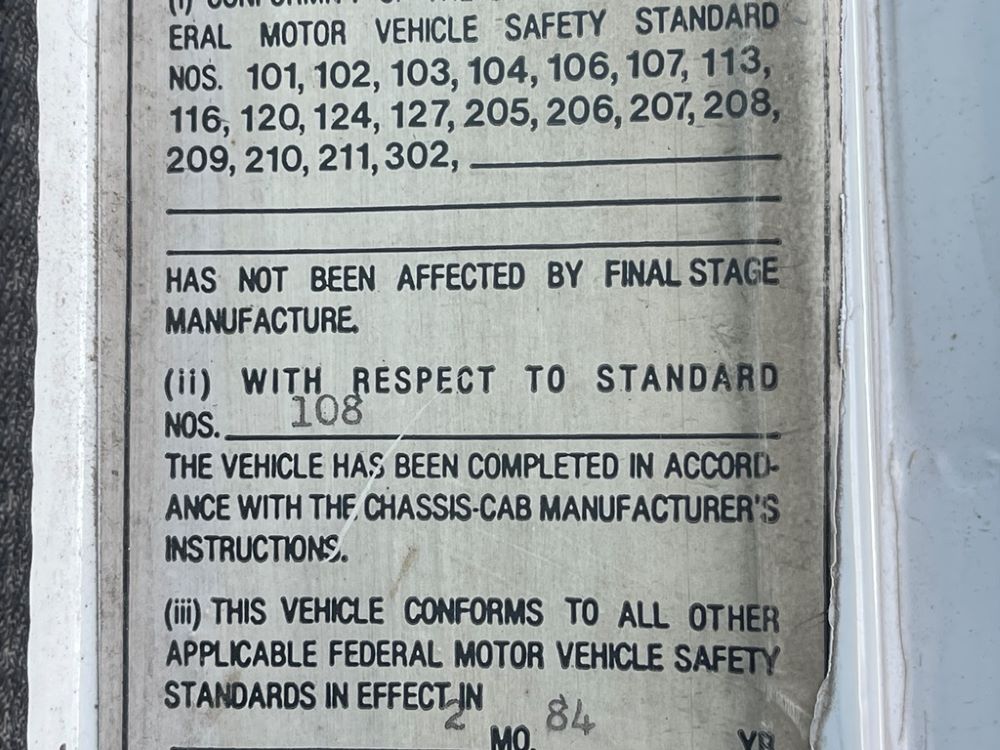 ERAL MOTOR VEHICLE SAFETY STANDARD
NOS. 101, 102, 103, 104, 106, 107, 113,
116, 120, 124, 127, 205, 206, 207, 208,
209, 210, 211, 302,
HAS NOT BEEN AFFECTED BY FINAL STAGE
MANUFACTURE.
(ii) WITH RESPECT TO STANDARD
NOS. 108
THE VEHICLE HAS BEEN COMPLETED IN ACCORD-
ANCE WITH THE CHASSIS-CAB MANUFACTURER'S
INSTRUCTIONS.
(iii) THIS VEHICLE CONFORMS TO ALL OTHER
APPLICABLE FEDERAL MOTOR VEHICLE SAFETY
STANDARDS IN EFFECT IN
2 MO. 84 YR